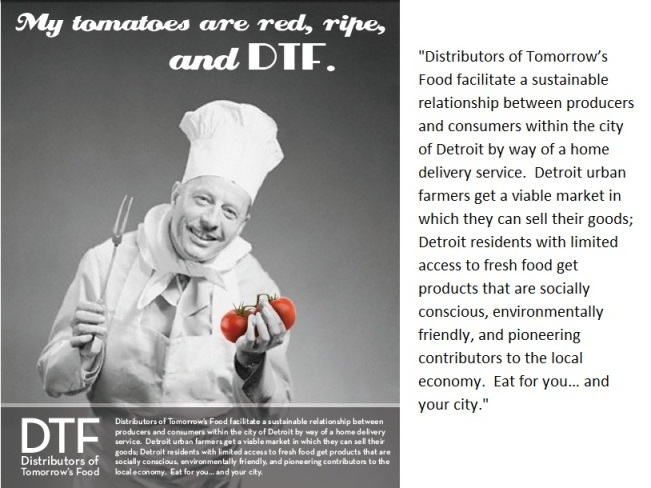 My tomatoes are red, ripe,
and DTF.
DTF
Distributors of
Tomorrow's Food
Distributors of Tomorrow's Food facilitate a sustainable relationship between
producers and consumers within the city of Detroit by way of a home delivery
service. Detroit urban farmers get a viable market in which they can sell their
goods; Detroit residents with limited access to fresh food get products that are
socially conscious, environmentally friendly, and pioneering contributors to the
local economy. Eat for you... and your city.
"Distributors of Tomorrow's
Food facilitate a sustainable
relationship between producers
and consumers within the city
of Detroit by way of a home
delivery service. Detroit urban
farmers get a viable market in
which they can sell their goods;
Detroit residents with limited
access to fresh food get
products that are socially
conscious, environmentally
friendly, and pioneering
contributors to the local
economy. Eat for you... and
your city."